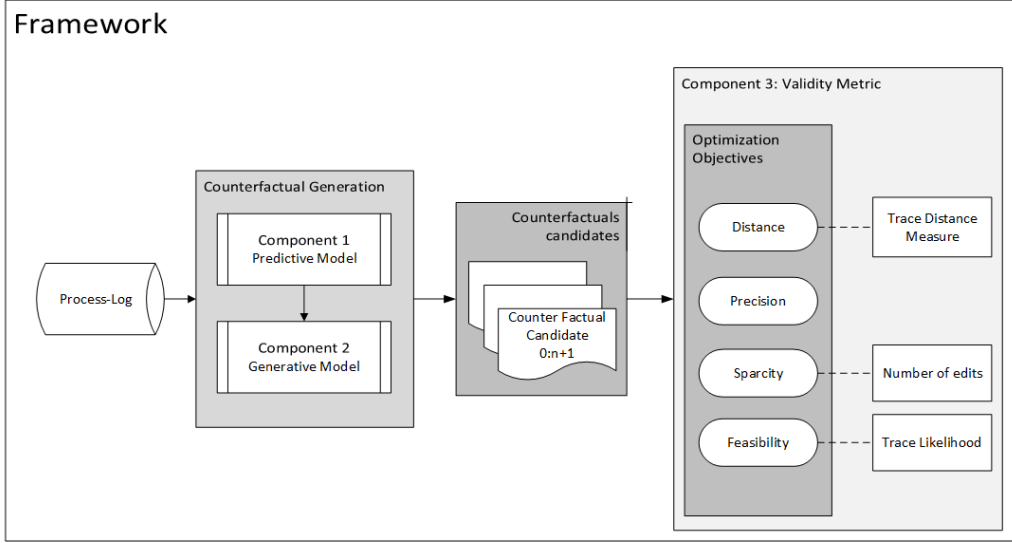 Framework
Component 3: Validity Metric
Optimization
Objectives
Counterfactual Generation
Counterfactuals
candidates
Distance
Trace Distance
Measure
Component 1
Predictive Model
Process-Log
Precision
Counter Factual
Candidate
0:n+1
Component 2
Generative Model
Sparcity
Number of edits
Feasibility
Trace Likelihood